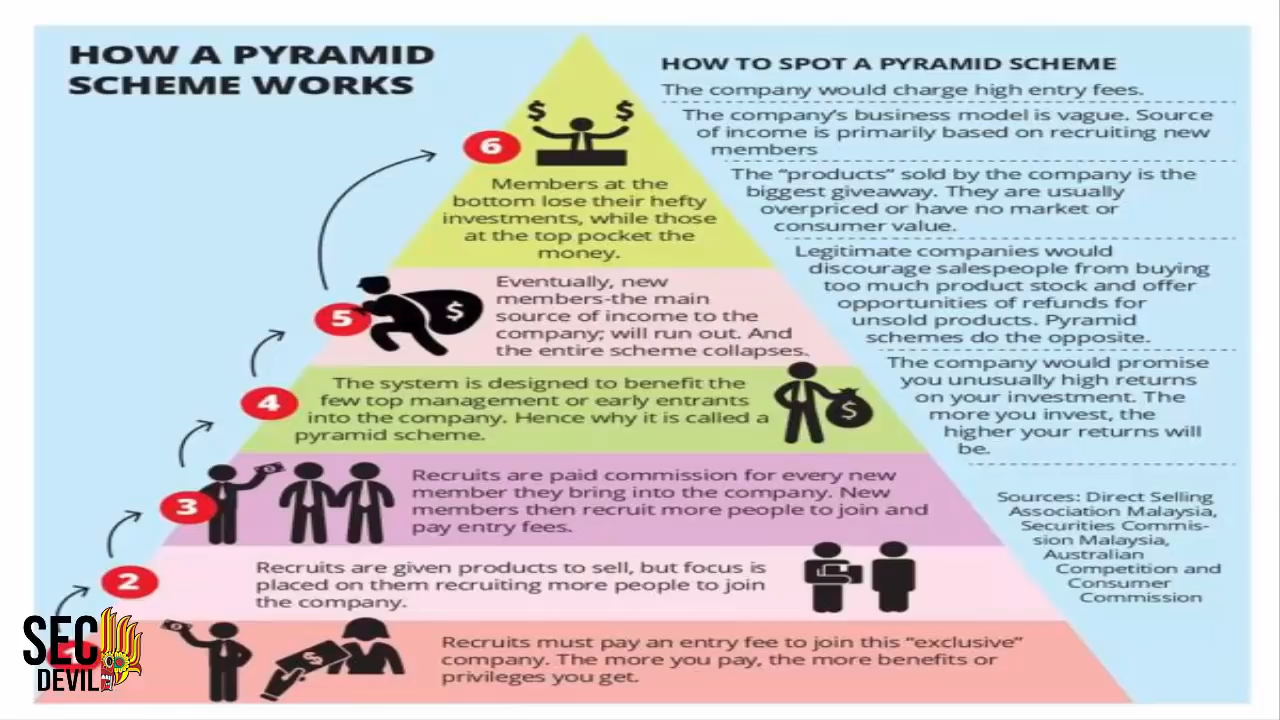 HOW A PYRAMID
SCHEME WORKS
6
$ $
Members at the
bottom lose their hefty
investments, while those
at the top pocket the
money.
5
$
Eventually, new
members-the main
source of income to the
company; will run out. And
the entire scheme collapses.
4
The system is designed to benefit the
few top management or early entrants
into the company. Hence why it is called a
pyramid scheme.
$
3
Recruits are paid commission for every new
member they bring into the company. New
members then recruit more people to join and
pay entry fees.
2
Recruits are given products to sell, but focus is
placed on them recruiting more people to join
the company.
$
Recruits must pay an entry fee to join this “exclusive”
company. The more you pay, the more benefits or
privileges you get.
HOW TO SPOT A PYRAMID SCHEME
The company would charge high entry fees.
The company’s business model is vague. Source
of income is primarily based on recruiting new
members
The “products” sold by the company is the
biggest giveaway. They are usually
overpriced or have no market or
consumer value.
Legitimate companies would
discourage salespeople from buying
too much product stock and offer
opportunities of refunds for
unsold products. Pyramid
schemes do the opposite.
The company would promise
you unusually high returns
on your investment. The
more you invest, the
higher your returns will
be.
Sources: Direct Selling
Association Malaysia,
Securities Commis-
sion Malaysia,
Australian
Competition and
Consumer
Commission
SEC
DEVIL